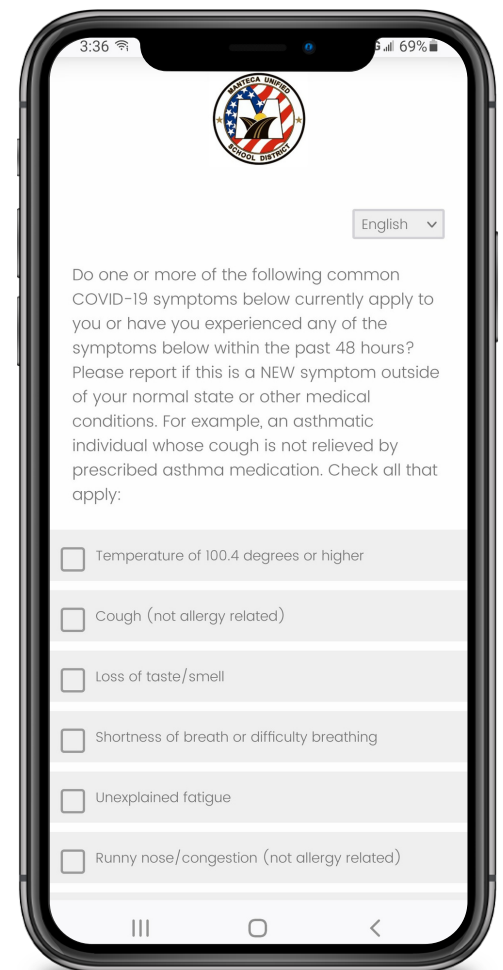 3:36
G 69%
MANTECA UNIFIED
SCHOOL DISTRICT
English
Do one or more of the following common
COVID-19 symptoms below currently apply to
you or have you experienced any of the
symptoms below within the past 48 hours?
Please report if this is a NEW symptom outside
of your normal state or other medical
conditions. For example, an asthmatic
individual whose cough is not relieved by
prescribed asthma medication. Check all that
apply:
Temperature of 100.4 degrees or higher
Cough (not allergy related)
Loss of taste/smell
Shortness of breath or difficulty breathing
Unexplained fatigue
Runny nose/congestion (not allergy related)